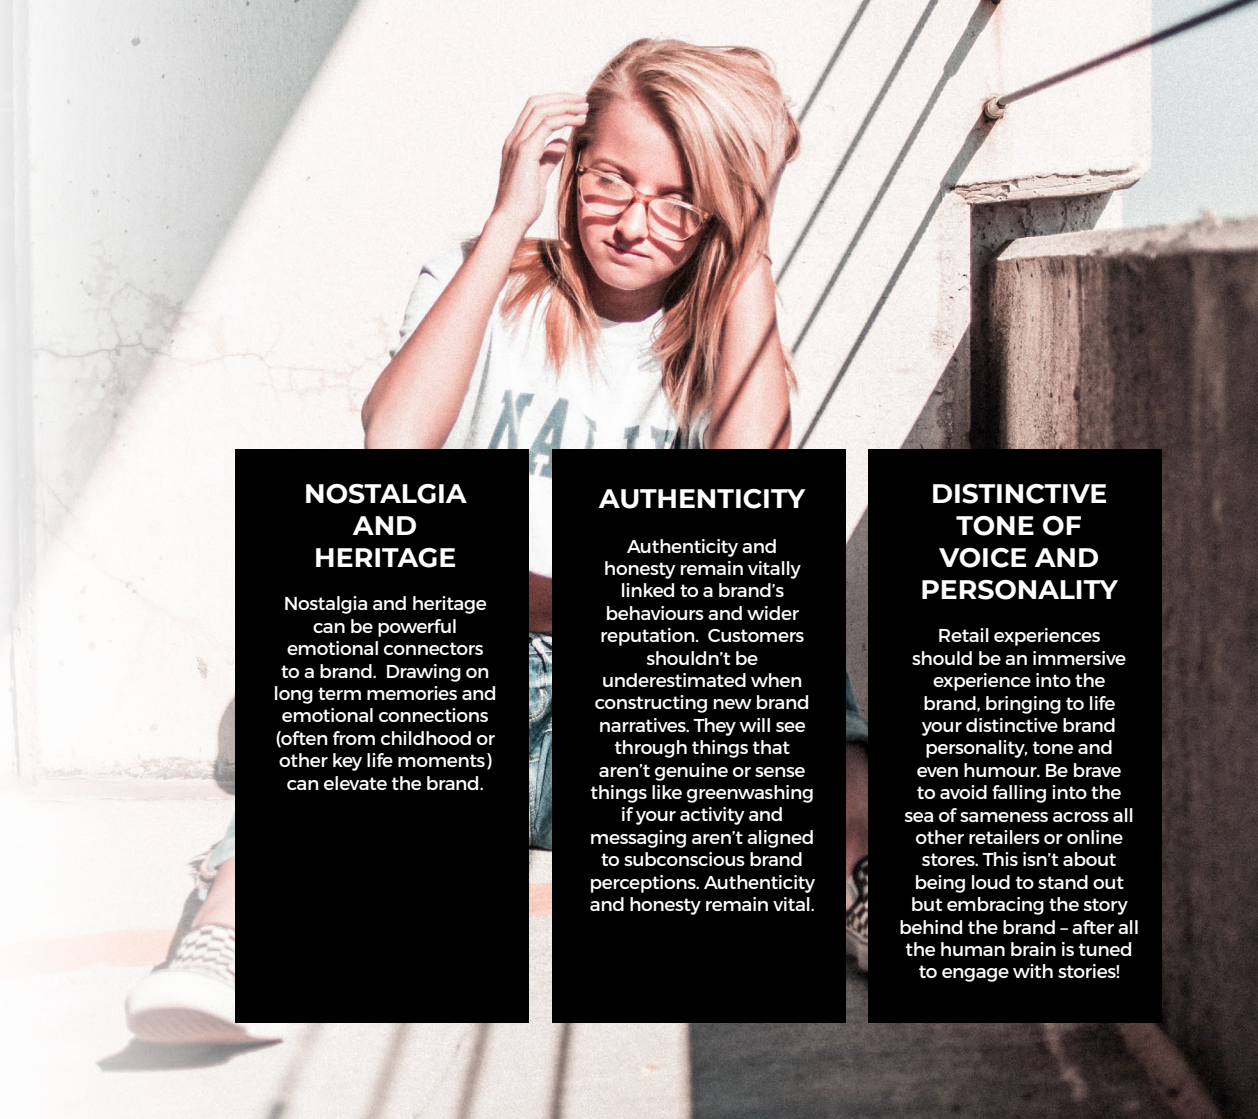 NOSTALGIA
AND
HERITAGE
Nostalgia and heritage
can be powerful
emotional connectors
to a brand.  Drawing on
long term memories and
emotional connections
(often from childhood or
other key life moments)
can elevate the brand.
AUTHENTICITY
Authenticity and
honesty remain vitally
linked to a brand’s
behaviours and wider
reputation.  Customers
shouldn’t be
underestimated when
constructing new brand
narratives. They will see
through things that
aren’t genuine or sense
things like greenwashing
if your activity and
messaging aren’t aligned
to subconscious brand
perceptions. Authenticity
and honesty remain vital.
DISTINCTIVE
TONE OF
VOICE AND
PERSONALITY
Retail experiences
should be an immersive
experience into the
brand, bringing to life
your distinctive brand
personality, tone and
even humour. Be brave
to avoid falling into the
sea of sameness across all
other retailers or online
stores. This isn’t about
being loud to stand out
but embracing the story
behind the brand – after all
the human brain is tuned
to engage with stories!